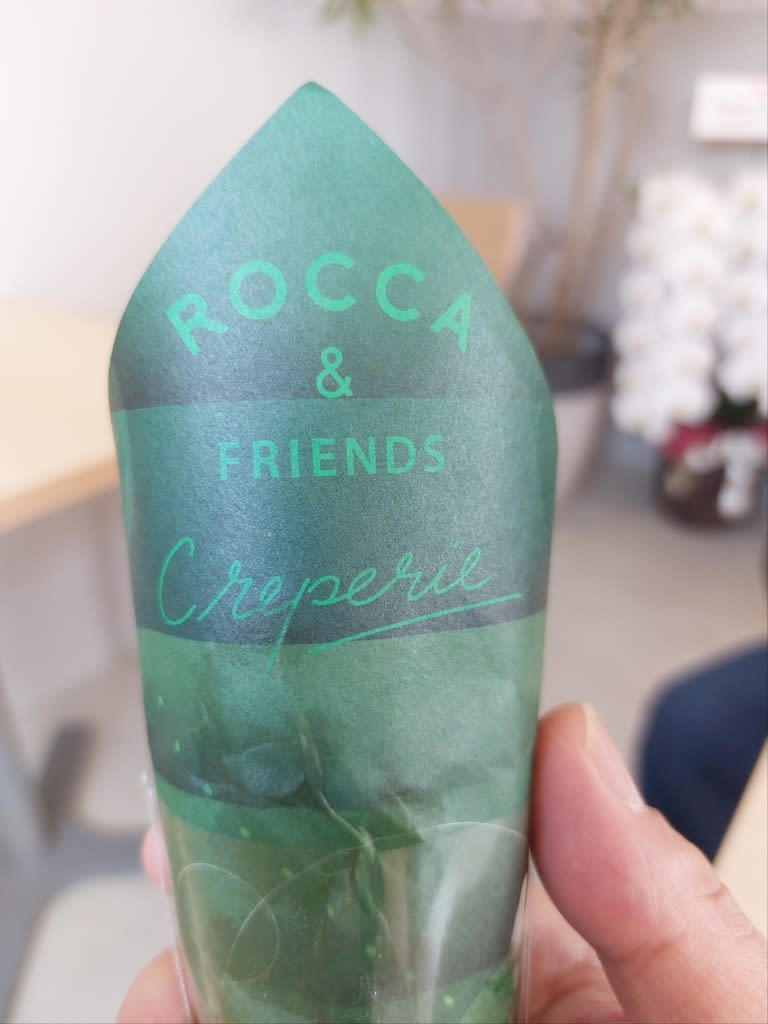 ROCCA
&
FRIENDS
Creperie